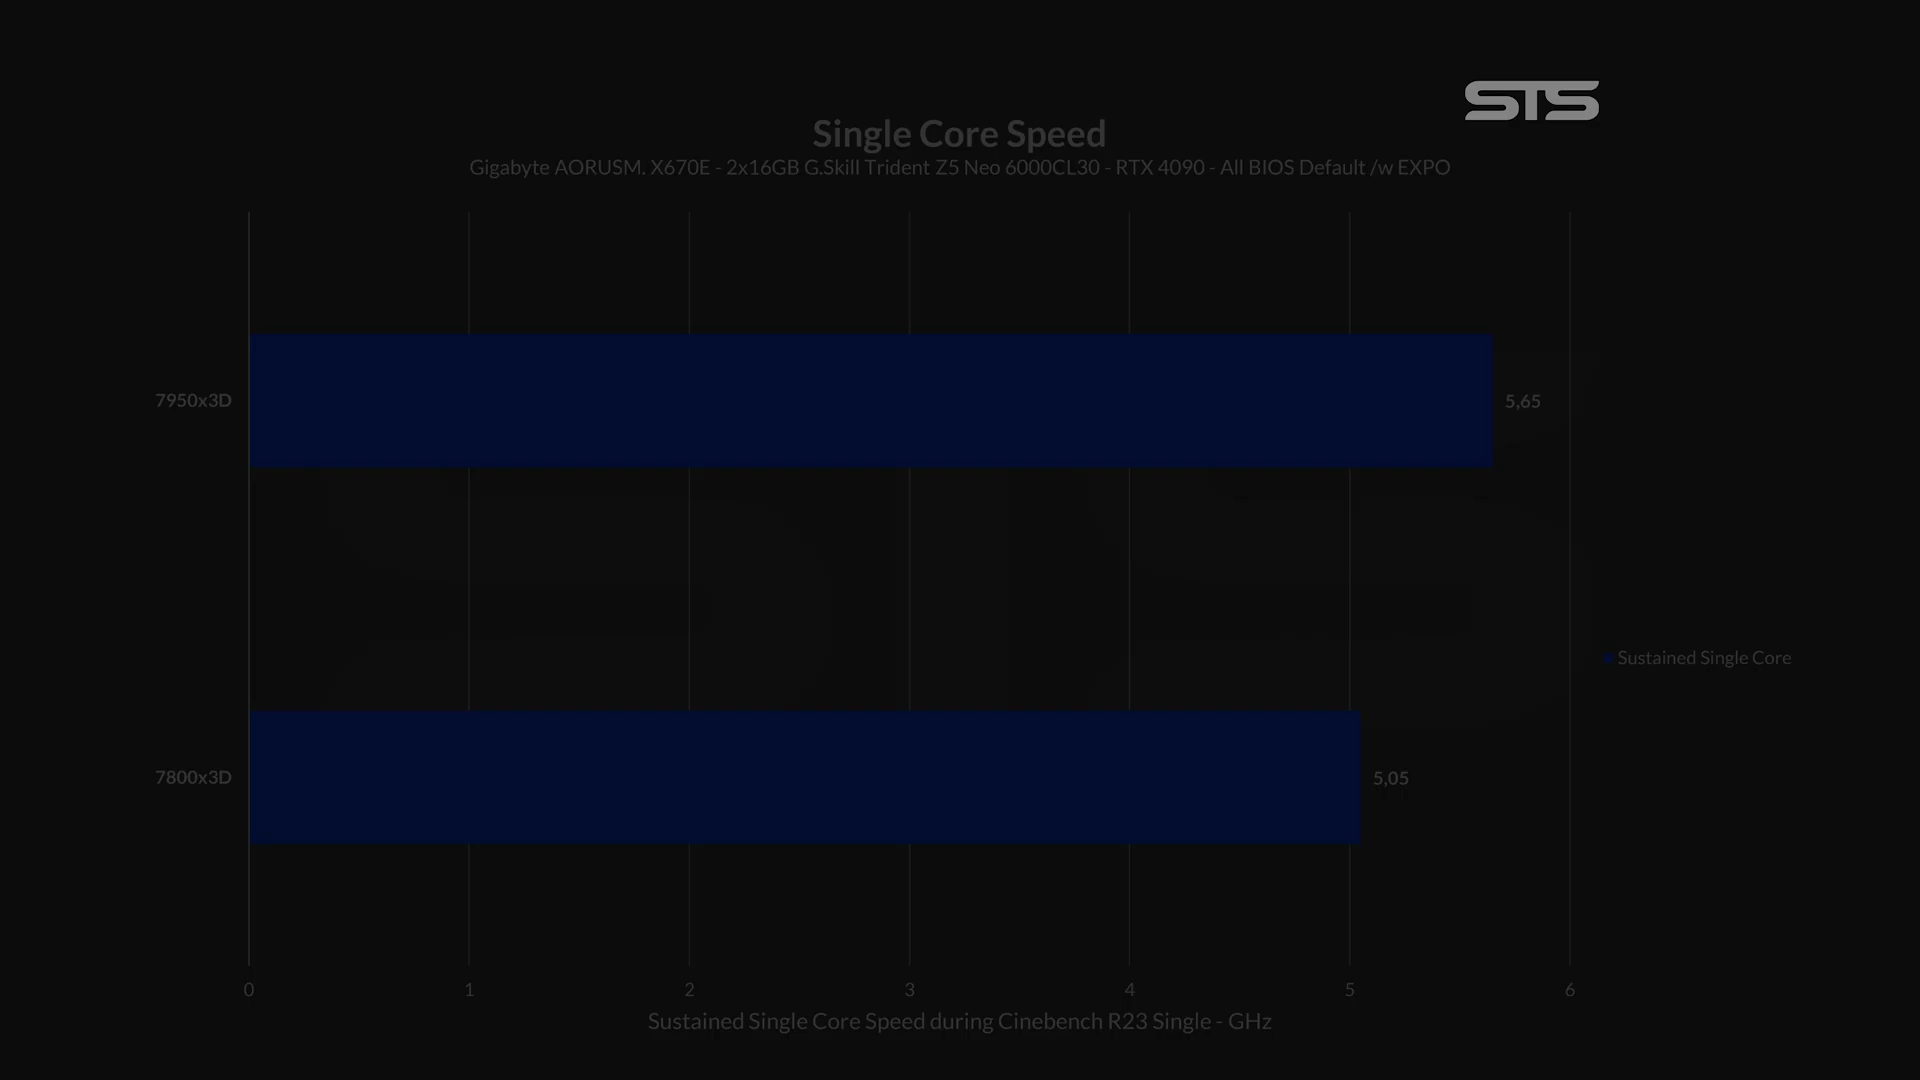 STS
Single Core Speed
Gigabyte AORUSM. X670E - 2x16GB G.Skill Trident Z5 Neo 6000CL30 - RTX 4090 - All BIOS Default /w EXPO
7950x3D
5,65
Sustained Single Core
7800x3D
5,05
0 1 2 3 4 5 6
Sustained Single Core Speed during Cinebench R23 Single - GHz